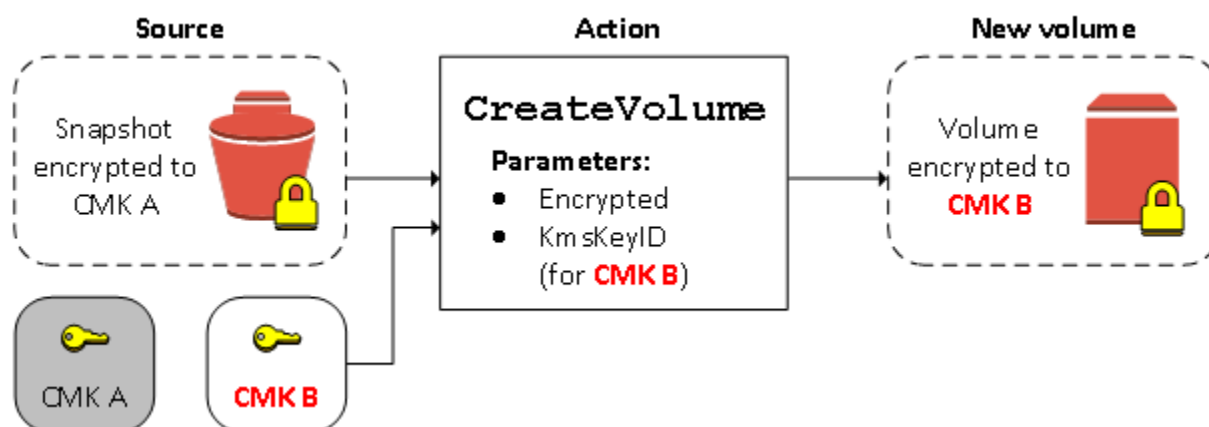 Source
Action
New volume
Snapshot
encrypted to
CMK A
CreateVolume
Parameters:
● Encrypted
● KmsKeyID
(for CMK B)
Volume
encrypted to
CMK B
CMK A
CMK B